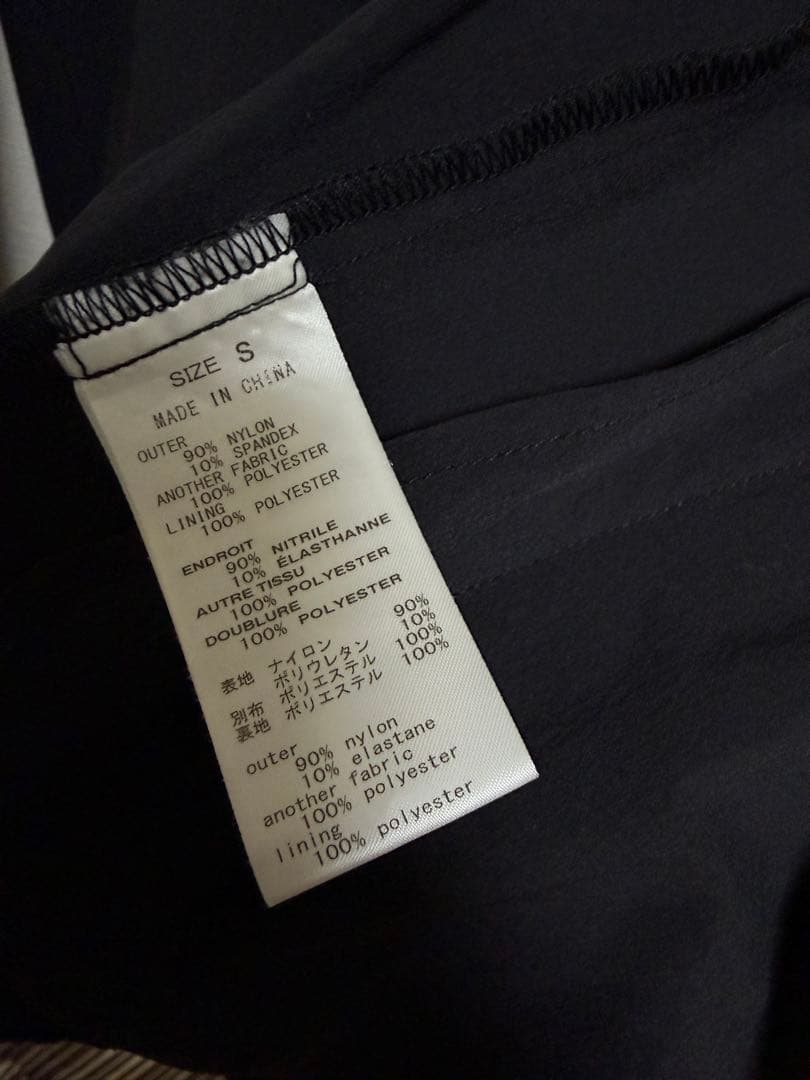 SIZE S
MADE IN CHINA
OUTER
90% NYLON
10% SPANDEX
ANOTHER FABRIC
100% POLYESTER
LINING
100% POLYESTER
ENDROIT
90% NITRILE
10% ÉLASTHANNE
AUTRE TISSU
100% POLYESTER
DOUBLURE
100% POLYESTER
表地 ナイロン 90%
ポリウレタン 10%
別布 ポリエステル 100%
裏地 ポリエステル 100%
outer
90% nylon
10% elastane
another fabric
100% polyester
lining
100% polyester